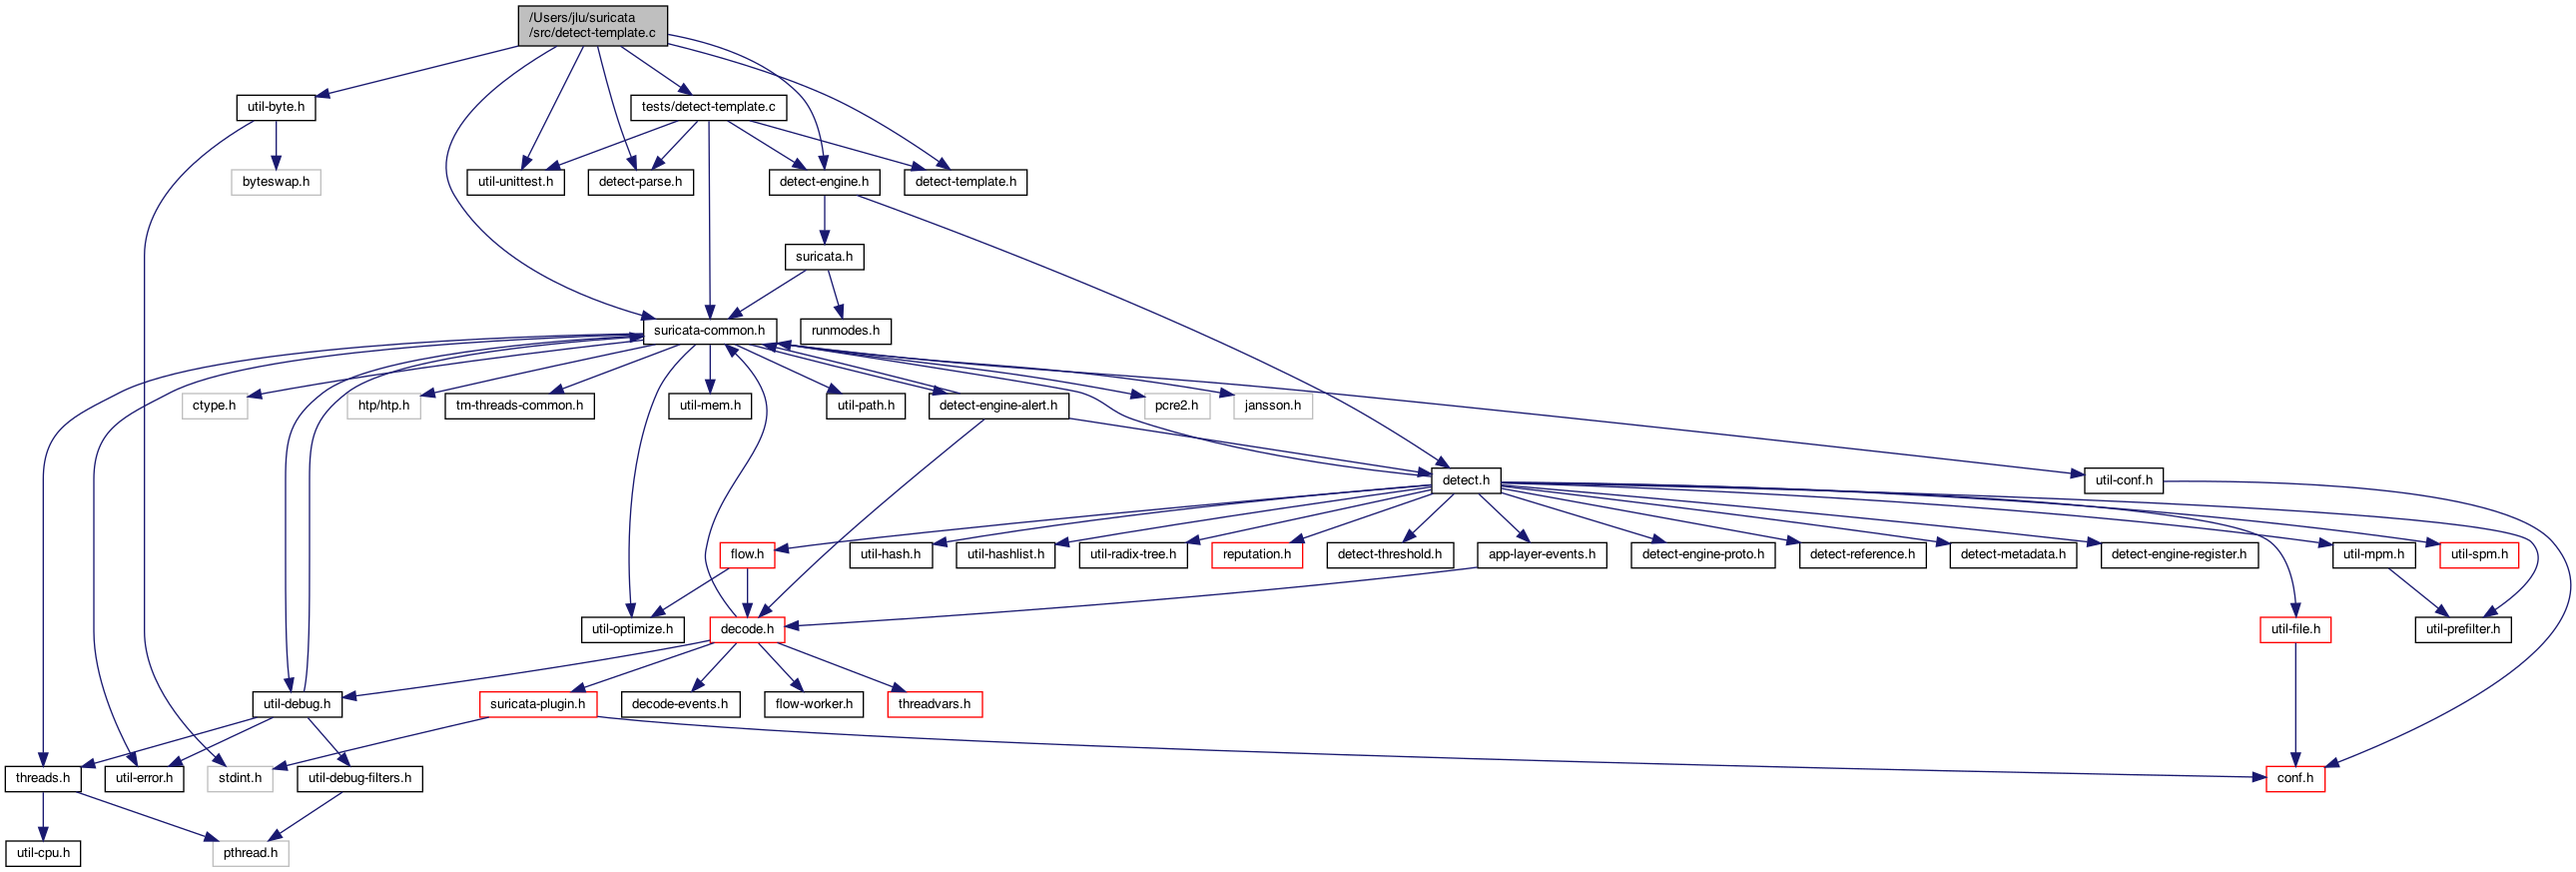 /Users/jlu/suricata
/src/detect-template.c
util-byte.h
tests/detect-template.c
byteswap.h
util-unittest.h
detect-parse.h
detect-engine.h
detect-template.h
suricata.h
suricata-common.h
runmodes.h
ctype.h
htp/htp.h
tm-threads-common.h
util-mem.h
util-path.h
detect-engine-alert.h
pcre2.h
jansson.h
detect.h
util-conf.h
flow.h
util-hash.h
util-hashlist.h
util-radix-tree.h
reputation.h
detect-threshold.h
app-layer-events.h
detect-engine-proto.h
detect-reference.h
detect-metadata.h
detect-engine-register.h
util-mpm.h
util-spm.h
util-optimize.h
decode.h
util-file.h
util-prefilter.h
util-debug.h
suricata-plugin.h
decode-events.h
flow-worker.h
threadvars.h
threads.h
util-error.h
stdint.h
util-debug-filters.h
conf.h
util-cpu.h
pthread.h